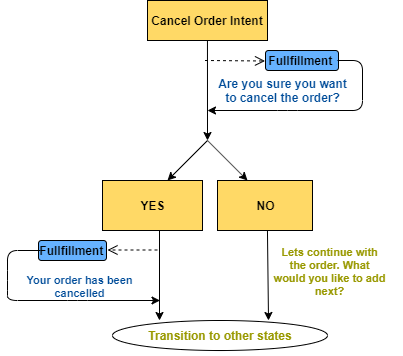 Cancel Order Intent
Fullfillment
Are you sure you want
to cancel the order?
YES
NO
Fullfillment
Your order has been
cancelled
Lets continue with
the order. What
would you like to add
next?
Transition to other states